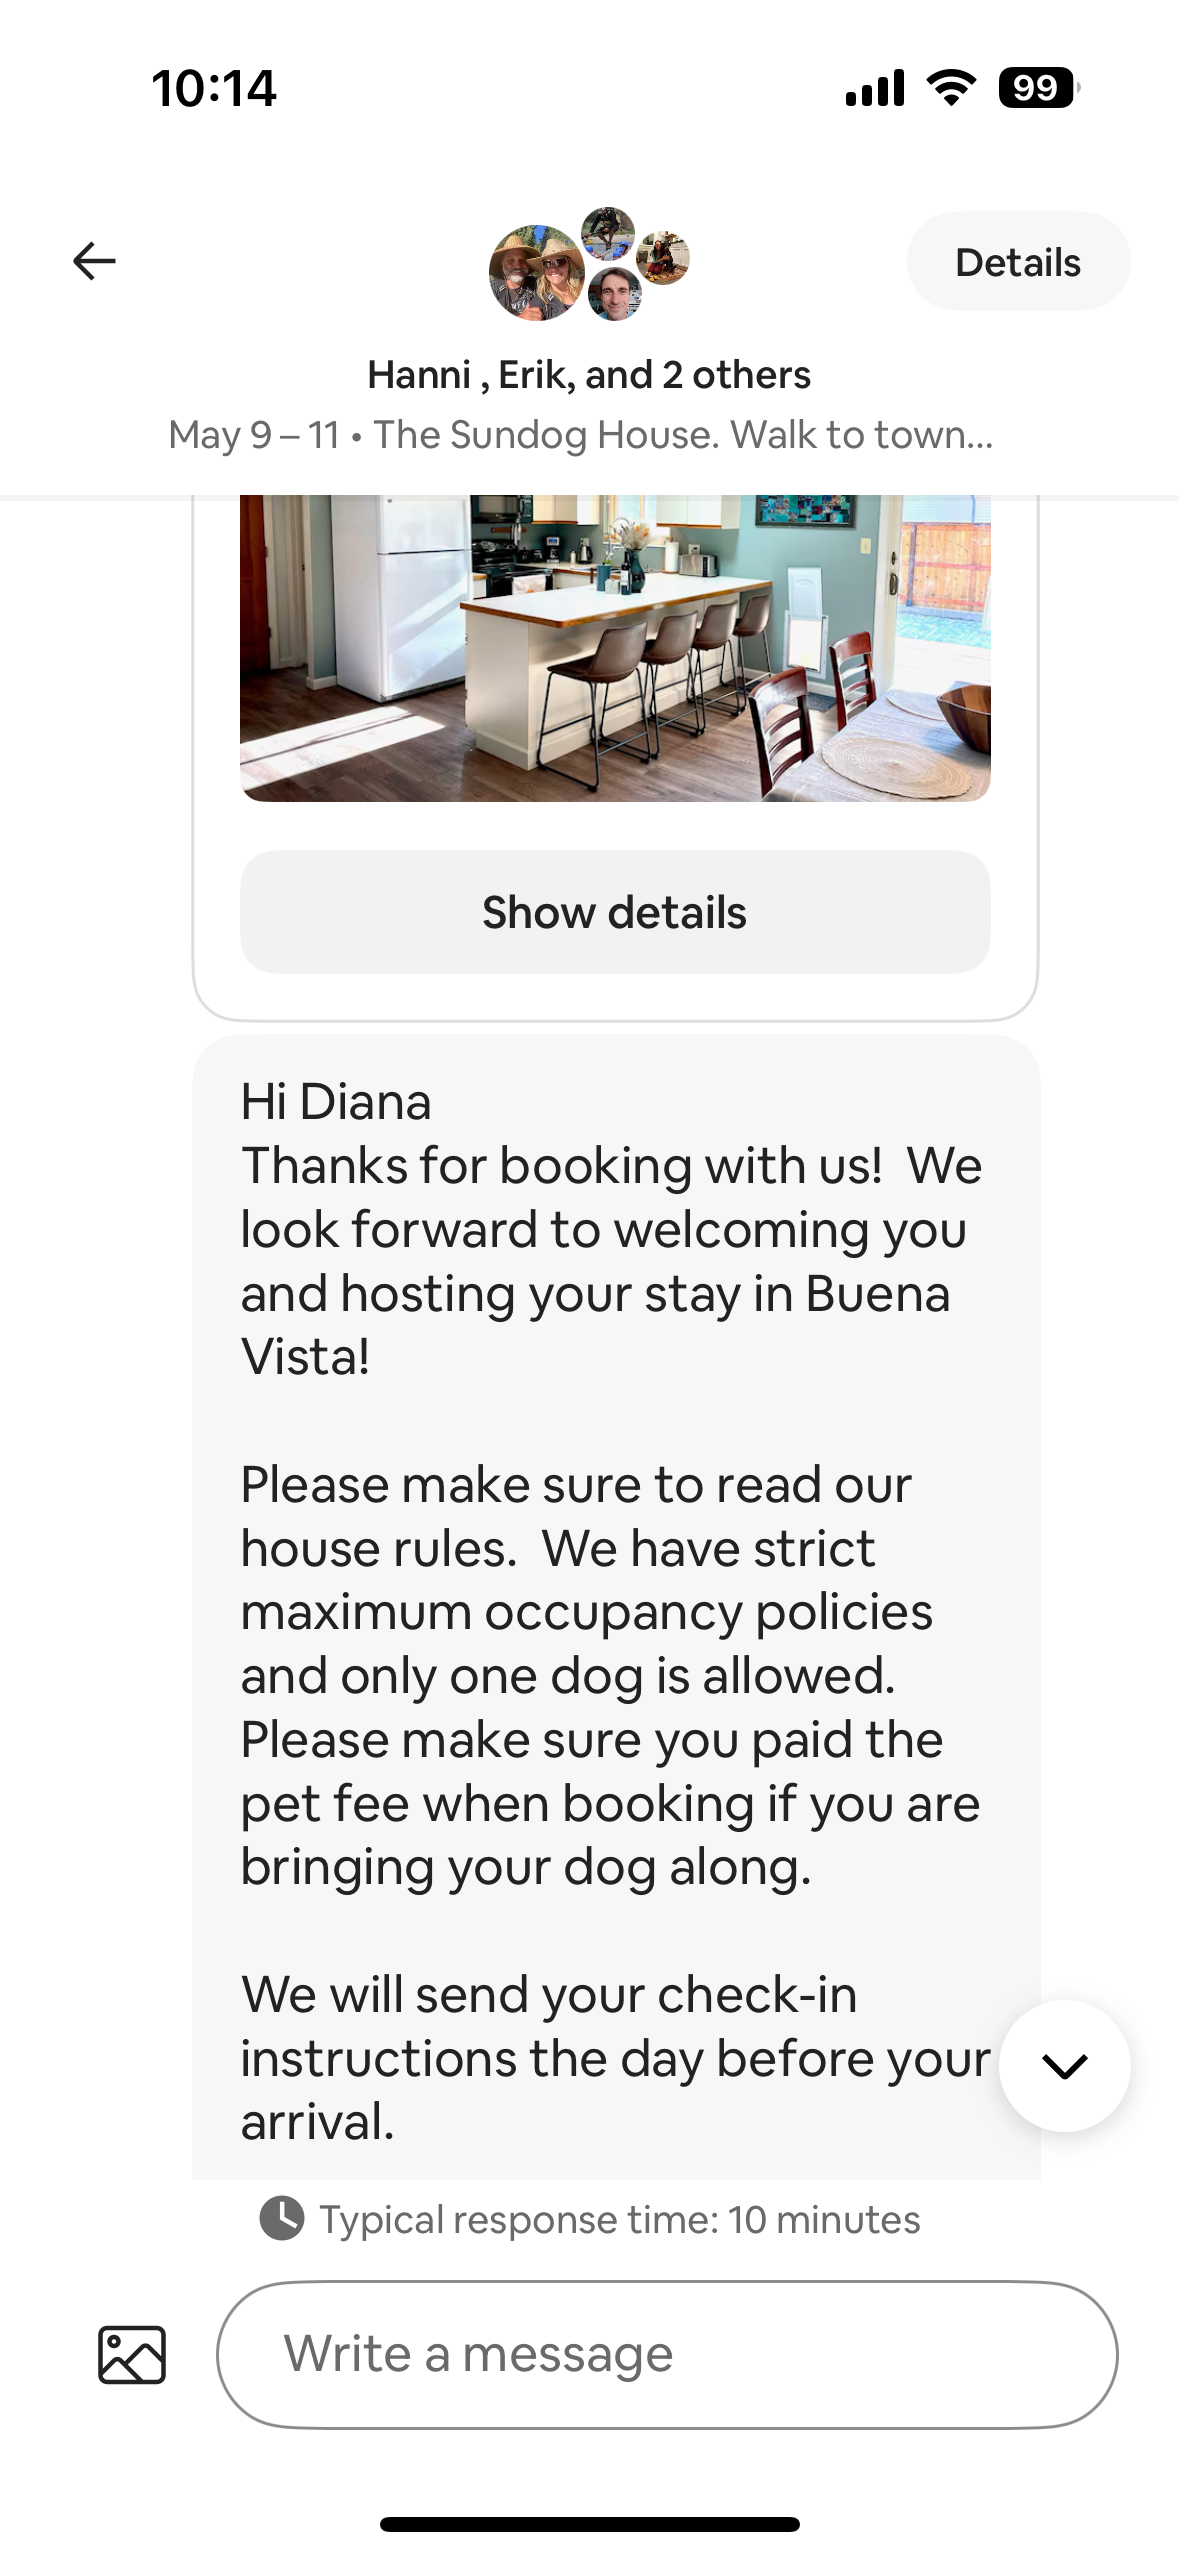 10:14
99
Details
Hanni , Erik, and 2 others
May 9 – 11 • The Sundog House. Walk to town...
Show details
Hi Diana
Thanks for booking with us!  We
look forward to welcoming you
and hosting your stay in Buena
Vista!
Please make sure to read our
house rules.  We have strict
maximum occupancy policies
and only one dog is allowed.
Please make sure you paid the
pet fee when booking if you are
bringing your dog along.
We will send your check-in
instructions the day before your
arrival.
Typical response time: 10 minutes
Write a message